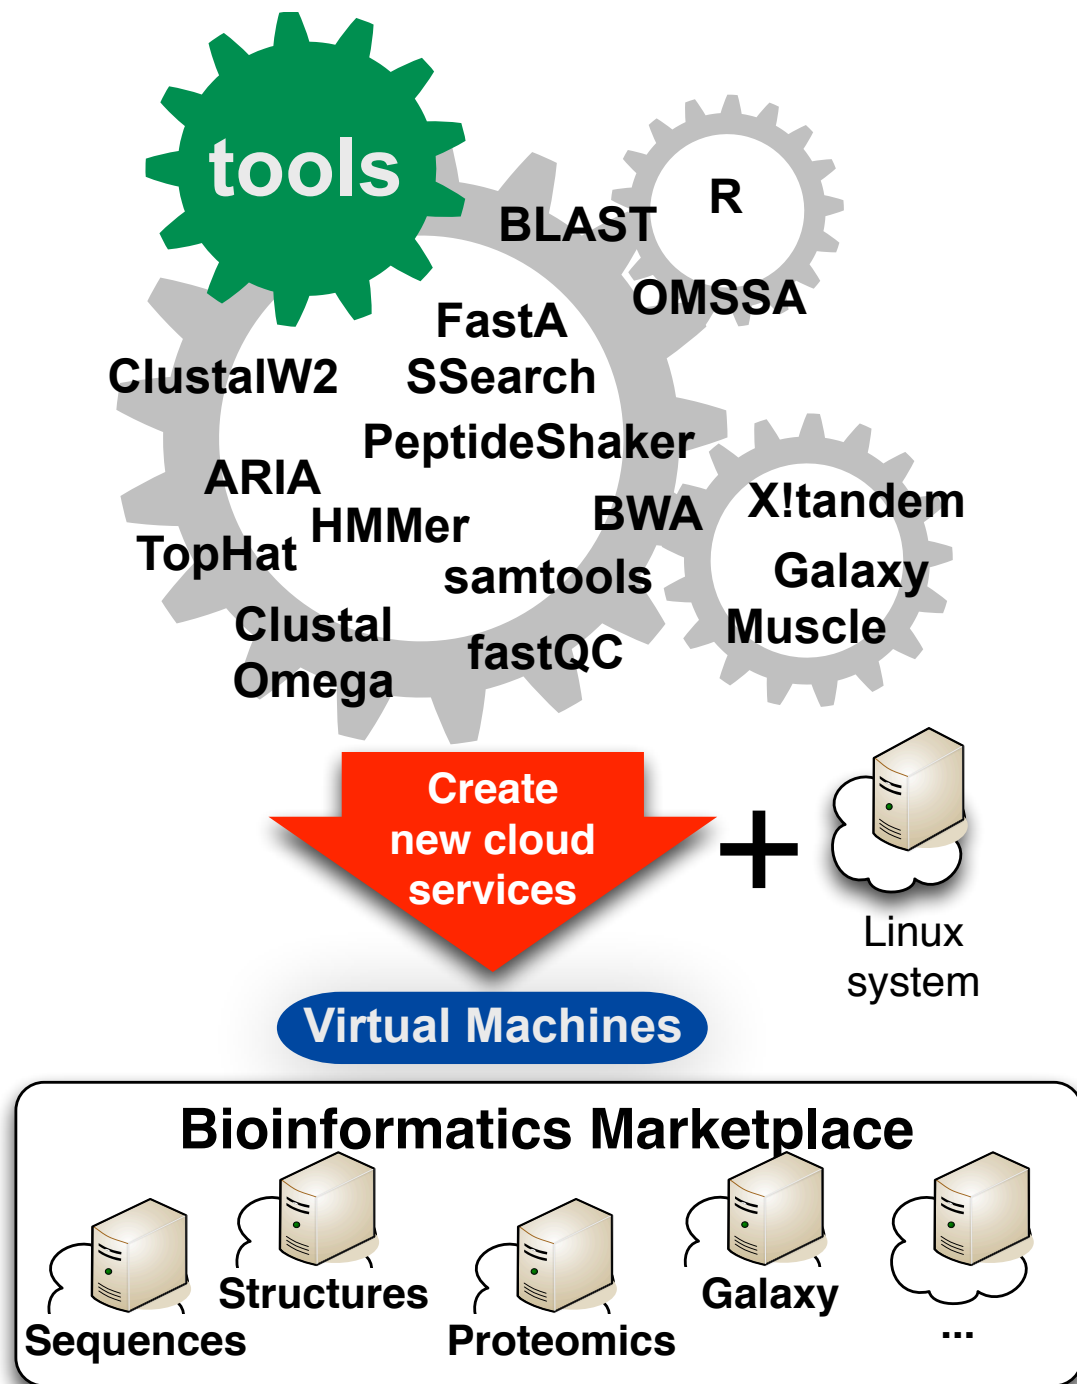 tools
R
BLAST
OMSSA
FastA
ClustalW2
SSearch
PeptideShaker
ARIA
X!tandem
BWA
HMMer
TopHat
Galaxy
samtools
Clustal
Omega
Muscle
fastQC
Create
new cloud
services
+
Linux
system
Virtual Machines
Bioinformatics Marketplace
Structures
Galaxy
Sequences
Proteomics
...